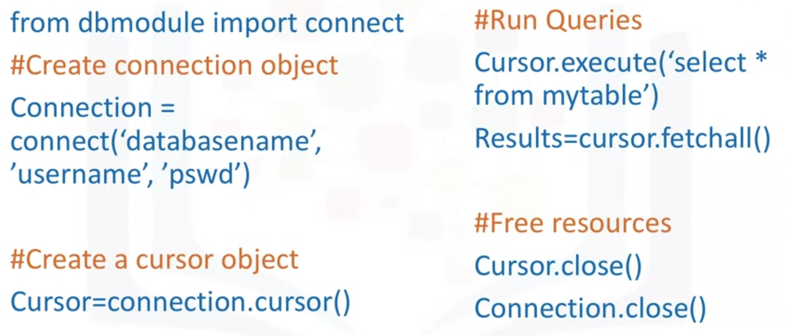 from dbmodule import connect
#Create connection object
Connection =
connect(‘databasename’,
’username’, ’pswd’)
#Create a cursor object
Cursor=connection.cursor()
#Run Queries
Cursor.execute(‘select *
from mytable’)
Results=cursor.fetchall()
#Free resources
Cursor.close()
Connection.close()